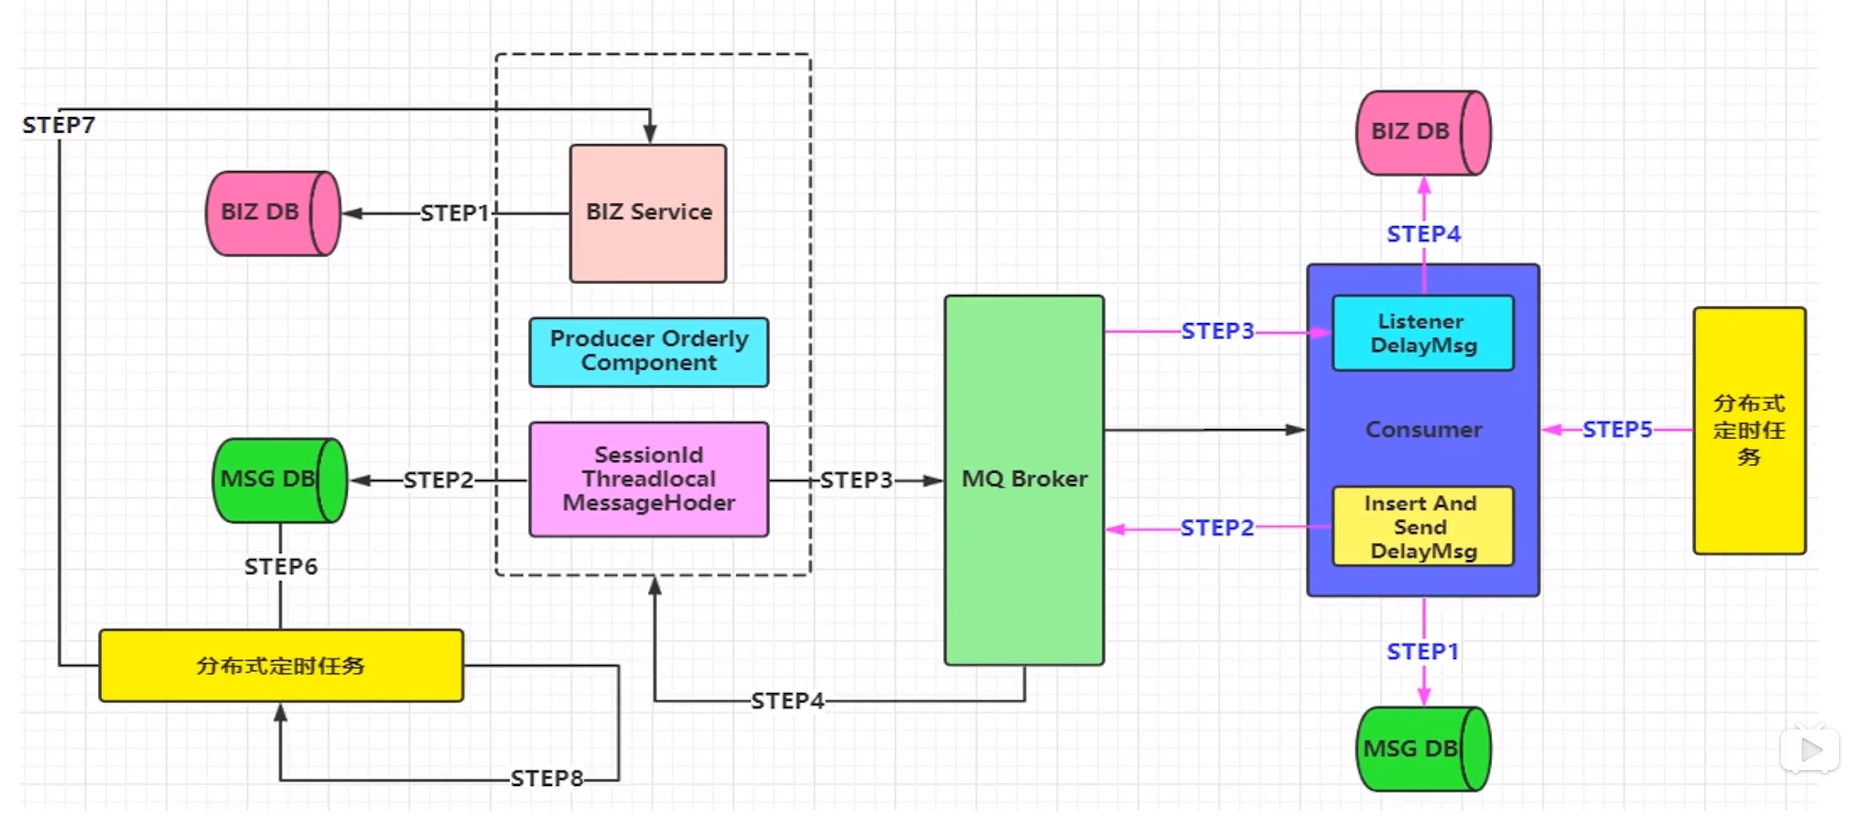 STEP7
BIZ DB
STEP1
BIZ Service
Producer Orderly
Component
MSG DB
STEP2
SessionId
Threadlocal
MessageHoder
STEP3
STEP6
分布式定时任务
STEP8
STEP4
MQ Broker
BIZ DB
STEP4
STEP3
Listener
DelayMsg
Consumer
STEP5
分布式
定时任
务
STEP2
Insert And
Send
DelayMsg
STEP1
MSG DB